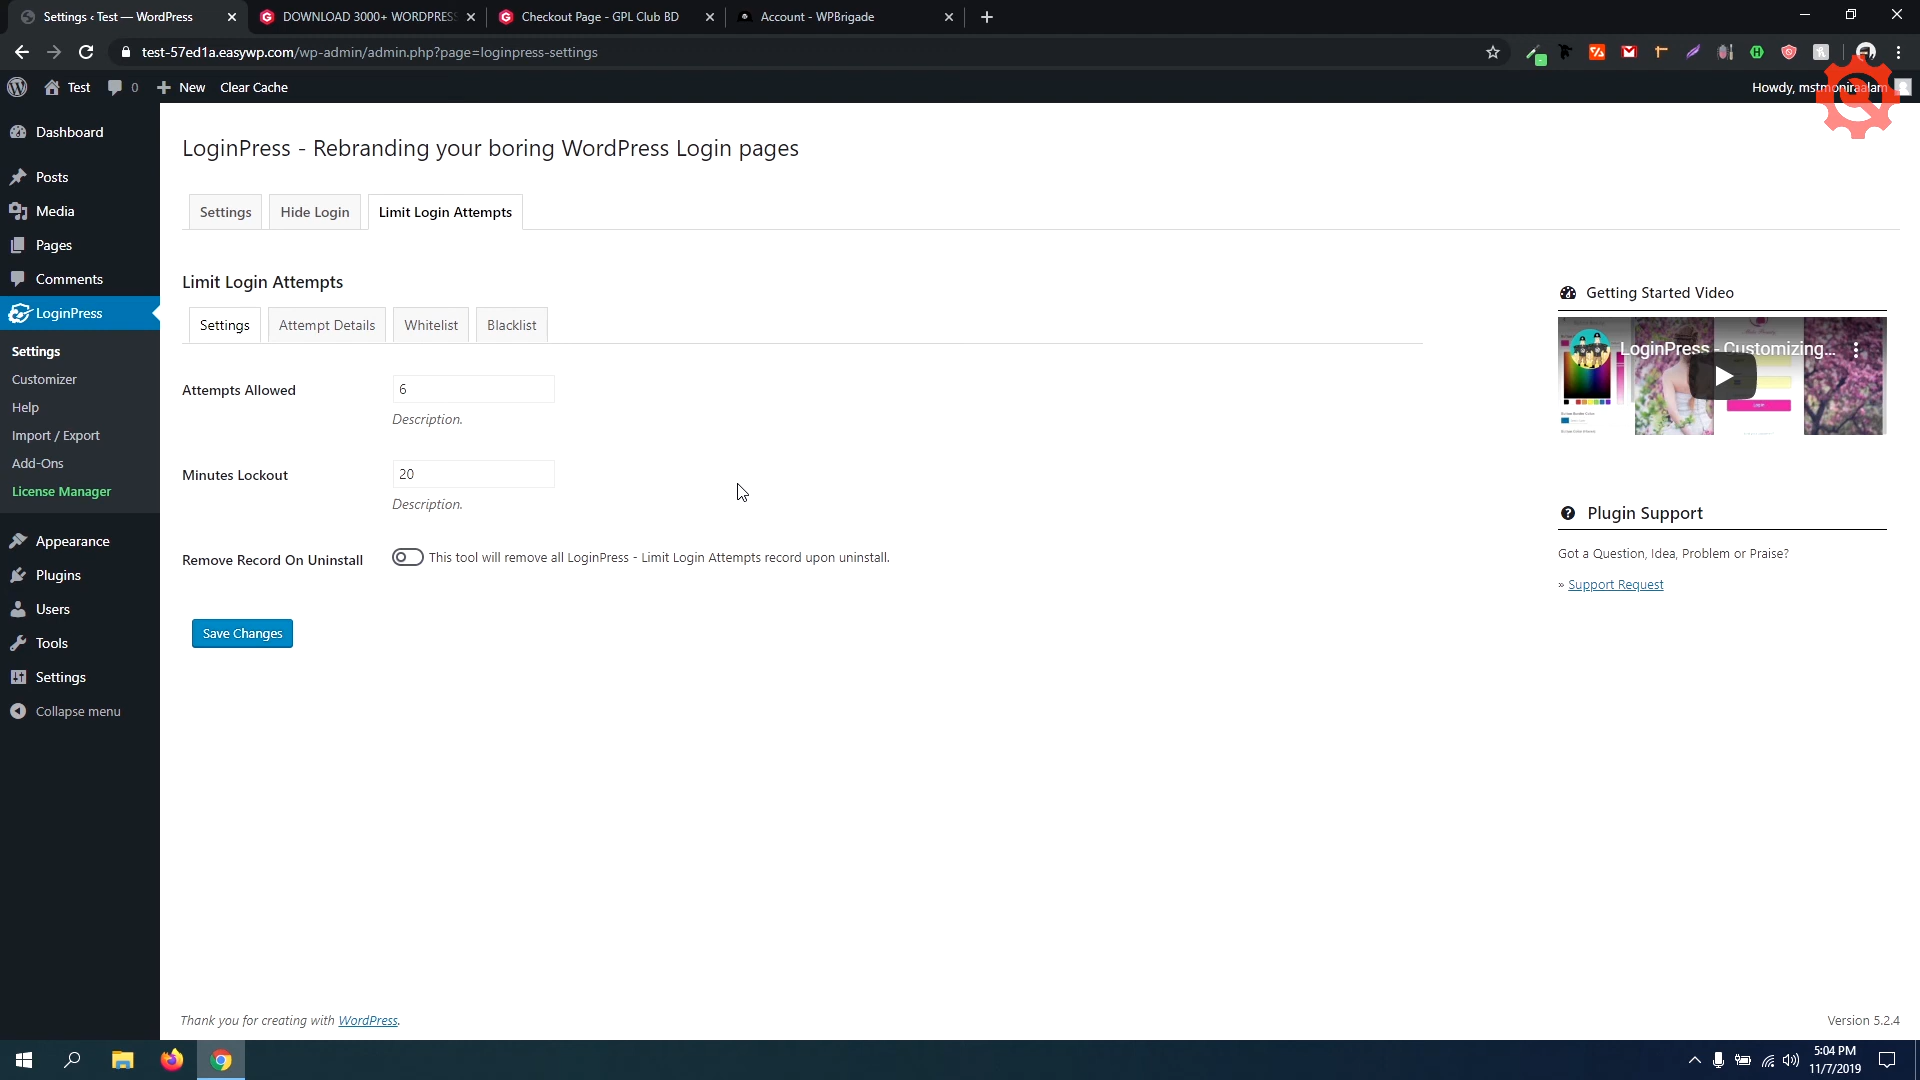 Settings ‹ Test — WordPress
DOWNLOAD 3000+ WORDPRESS
Checkout Page - GPL Club BD
Account - WPBrigade
test-57ed1a.easywp.com/wp-admin/admin.php?page=loginpress-settings
Test
0
New
Clear Cache
Howdy, mstmoniraalam
Dashboard
Posts
Media
Pages
Comments
LoginPress
Settings
Customizer
Help
Import / Export
Add-Ons
License Manager
Appearance
Plugins
Users
Tools
Settings
Collapse menu
LoginPress - Rebranding your boring WordPress Login pages
Settings
Hide Login
Limit Login Attempts
Limit Login Attempts
Settings
Attempt Details
Whitelist
Blacklist
Attempts Allowed
6
Description.
Minutes Lockout
20
Description.
Remove Record On Uninstall
This tool will remove all LoginPress - Limit Login Attempts record upon uninstall.
Save Changes
Getting Started Video
LoginPress - Customizing...
Plugin Support
Got a Question, Idea, Problem or Praise?
» Support Request
Thank you for creating with WordPress.
Version 5.2.4
5:04 PM
11/7/2019